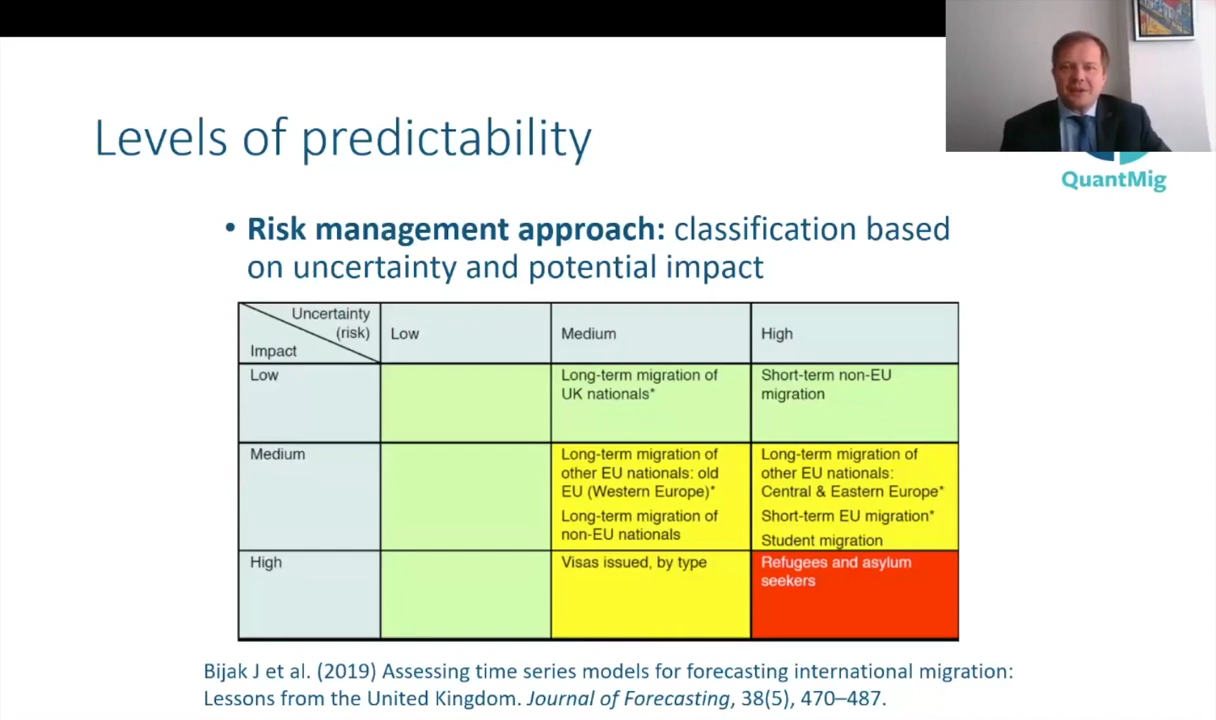 Levels of predictability
QuantMig
• Risk management approach: classification based
on uncertainty and potential impact
Uncertainty
(risk)
Impact
Low
Medium
High
Low
Long-term migration of
UK nationals*
Short-term non-EU
migration
Medium
Long-term migration of
other EU nationals: old
EU (Western Europe)*
Long-term migration of
non-EU nationals
Long-term migration of
other EU nationals:
Central & Eastern Europe*
Short-term EU migration*
Student migration
High
Visas issued, by type
Refugees and asylum
seekers
Bijak J et al. (2019) Assessing time series models for forecasting international migration:
Lessons from the United Kingdom. Journal of Forecasting, 38(5), 470–487.